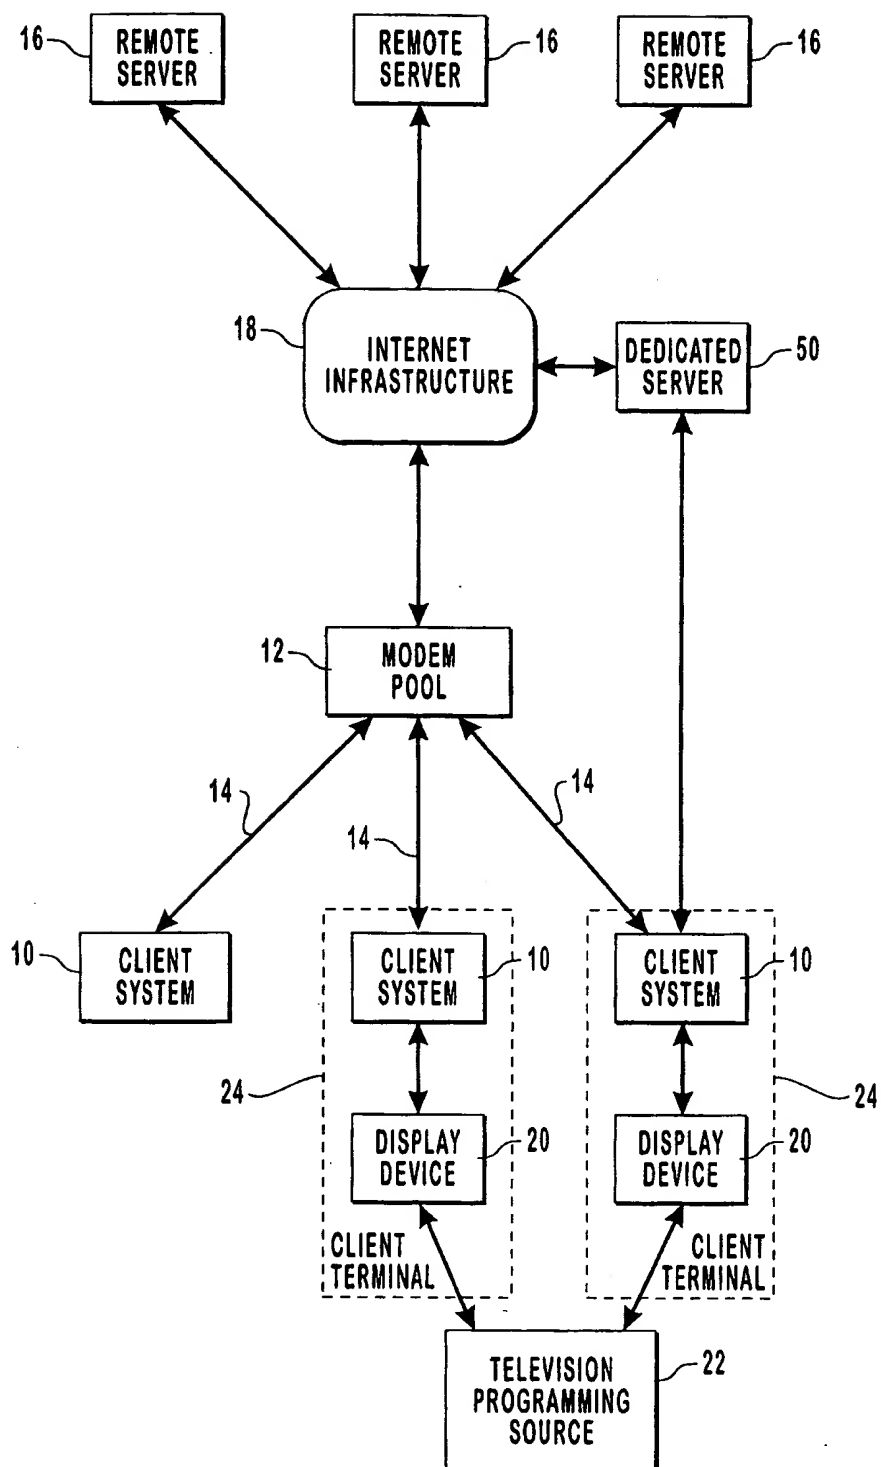 16
REMOTE
SERVER
REMOTE
SERVER
16
REMOTE
SERVER
16
18
INTERNET
INFRASTRUCTURE
DEDICATED
SERVER
50
12
MODEM
POOL
14
14
14
10
CLIENT
SYSTEM
CLIENT
SYSTEM
10
CLIENT
SYSTEM
10
24
24
DISPLAY
DEVICE
20
DISPLAY
DEVICE
20
CLIENT
TERMINAL
CLIENT
TERMINAL
TELEVISION
PROGRAMMING
SOURCE
22